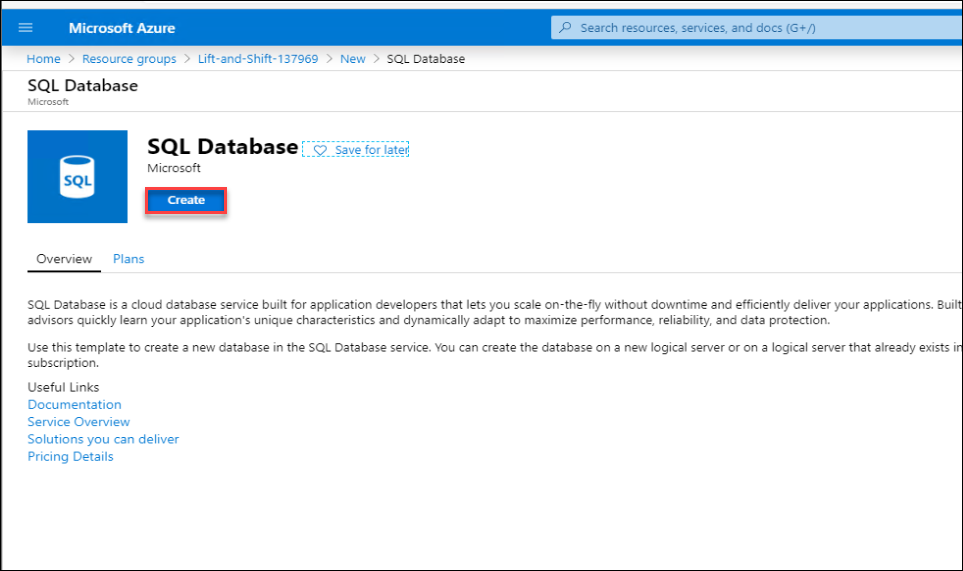 Microsoft Azure
Search resources, services, and docs (G+/)
Home > Resource groups > Lift-and-Shift-137969 > New > SQL Database
SQL Database
Microsoft
SQL
SQL Database
Save for later
Microsoft
Create
Overview
Plans
SQL Database is a cloud database service built for application developers that lets you scale on-the-fly without downtime and efficiently deliver your applications. Built
advisors quickly learn your application's unique characteristics and dynamically adapt to maximize performance, reliability, and data protection.
Use this template to create a new database in the SQL Database service. You can create the database on a new logical server or on a logical server that already exists in
subscription.
Useful Links
Documentation
Service Overview
Solutions you can deliver
Pricing Details